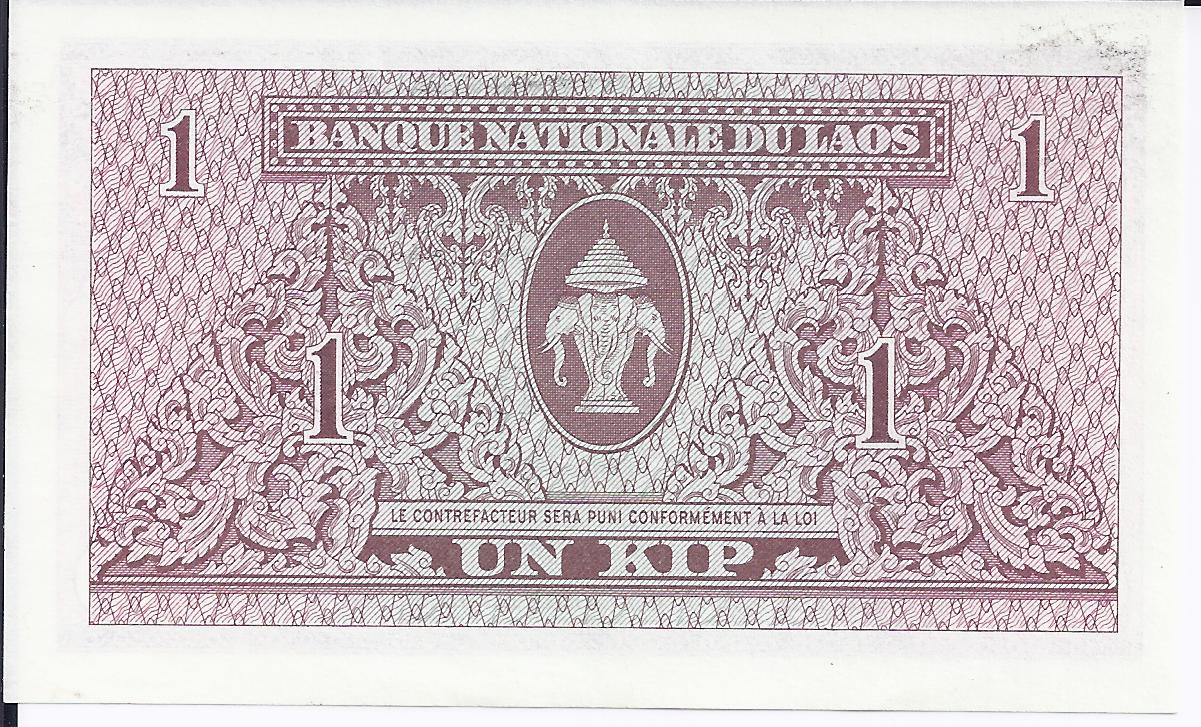 1 1
BANQUE NATIONALE DU LAOS
1 1
LE CONTREFACTEUR SERA PUNI CONFORMÉMENT À LA LOI
UN KIP